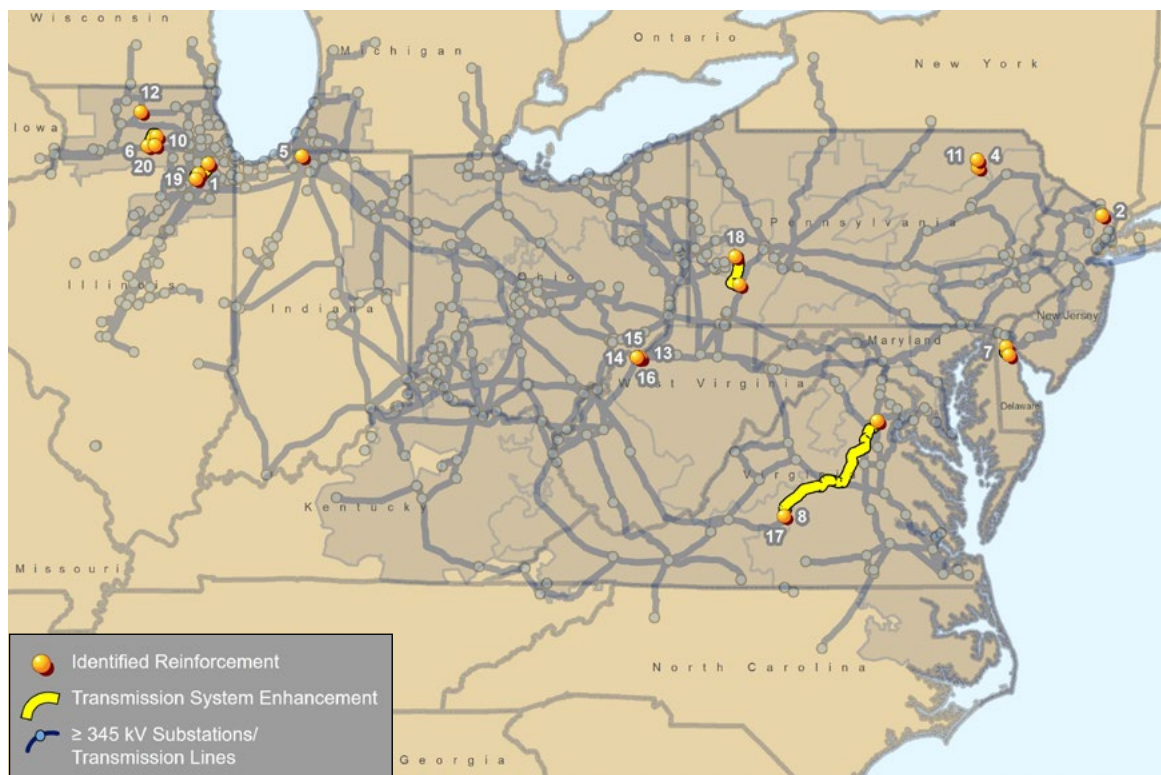 Wisconsin
Michigan
Ontario
New York
12
Iowa
10
6
20
5
19
1
11 4
2
Pennsylvania
18
Illinois
Indiana
Ohio
New Jersey
Maryland
7
15
14 13
16
West Virginia
Delaware
Virginia
8
17
Kentucky
Missouri
North Carolina
Georgia
Identified Reinforcement
Transmission System Enhancement
≥ 345 kV Substations/
Transmission Lines